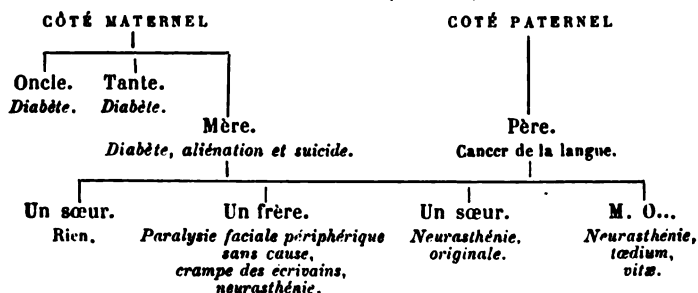 CÔTÉ MATERNEL
COTÉ PATERNEL
Oncle.
Diabète.
Tante.
Diabète.
Mère.
Diabète, aliénation et suicide.
Père.
Cancer de la langue.
Un sœur.
Rien.
Un frère.
Paralysie faciale périphérique
sans cause,
crampe des écrivains,
neurasthénie.
Un sœur.
Neurasthénie,
originale.
M. O...
Neurasthénie,
tœdium,
vitæ.